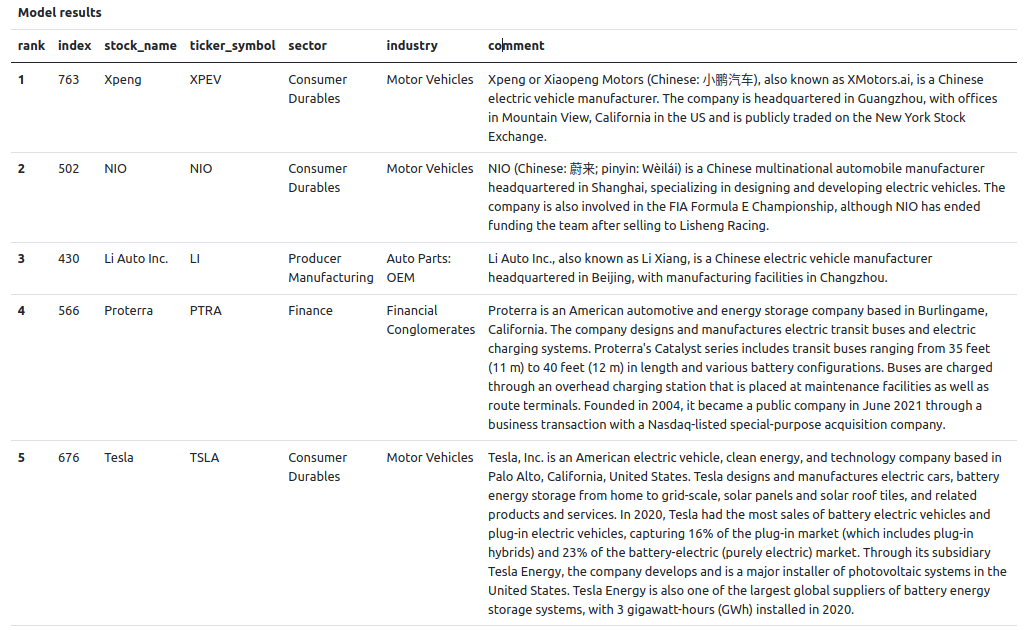 Model results
rank index stock_name ticker_symbol sector industry comment
1 763 Xpeng XPEV Consumer Motor Vehicles Xpeng or Xiaopeng Motors (Chinese: 小鹏汽车), also known as XMotors.ai, is a Chinese
Durables electric vehicle manufacturer. The company is headquartered in Guangzhou, with offices
in Mountain View, California in the US and is publicly traded on the New York Stock
Exchange.
2 502 NIO NIO Consumer Motor Vehicles NIO (Chinese: 蔚来; pinyin: Wèilái) is a Chinese multinational automobile manufacturer
Durables headquartered in Shanghai, specializing in designing and developing electric vehicles. The
company is also involved in the FIA Formula E Championship, although NIO has ended
funding the team after selling to Lisheng Racing.
3 430 Li Auto Inc. LI Producer Auto Parts: Li Auto Inc., also known as Li Xiang, is a Chinese electric vehicle manufacturer
Manufacturing OEM headquartered in Beijing, with manufacturing facilities in Changzhou.
4 566 Proterra PTRA Finance Financial Proterra is an American automotive and energy storage company based in Burlingame,
Conglomerates California. The company designs and manufactures electric transit buses and electric
charging systems. Proterra's Catalyst series includes transit buses ranging from 35 feet
(11 m) to 40 feet (12 m) in length and various battery configurations. Buses are charged
through an overhead charging station that is placed at maintenance facilities as well as
route terminals. Founded in 2004, it became a public company in June 2021 through a
business transaction with a Nasdaq-listed special-purpose acquisition company.
5 676 Tesla TSLA Consumer Motor Vehicles Tesla, Inc. is an American electric vehicle, clean energy, and technology company based in
Durables Palo Alto, California, United States. Tesla designs and manufactures electric cars, battery
energy storage from home to grid-scale, solar panels and solar roof tiles, and related
products and services. In 2020, Tesla had the most sales of battery electric vehicles and
plug-in electric vehicles, capturing 16% of the plug-in market (which includes plug-in
hybrids) and 23% of the battery-electric (purely electric) market. Through its subsidiary
Tesla Energy, the company develops and is a major installer of photovoltaic systems in the
United States. Tesla Energy is also one of the largest global suppliers of battery energy
storage systems, with 3 gigawatt-hours (GWh) installed in 2020.